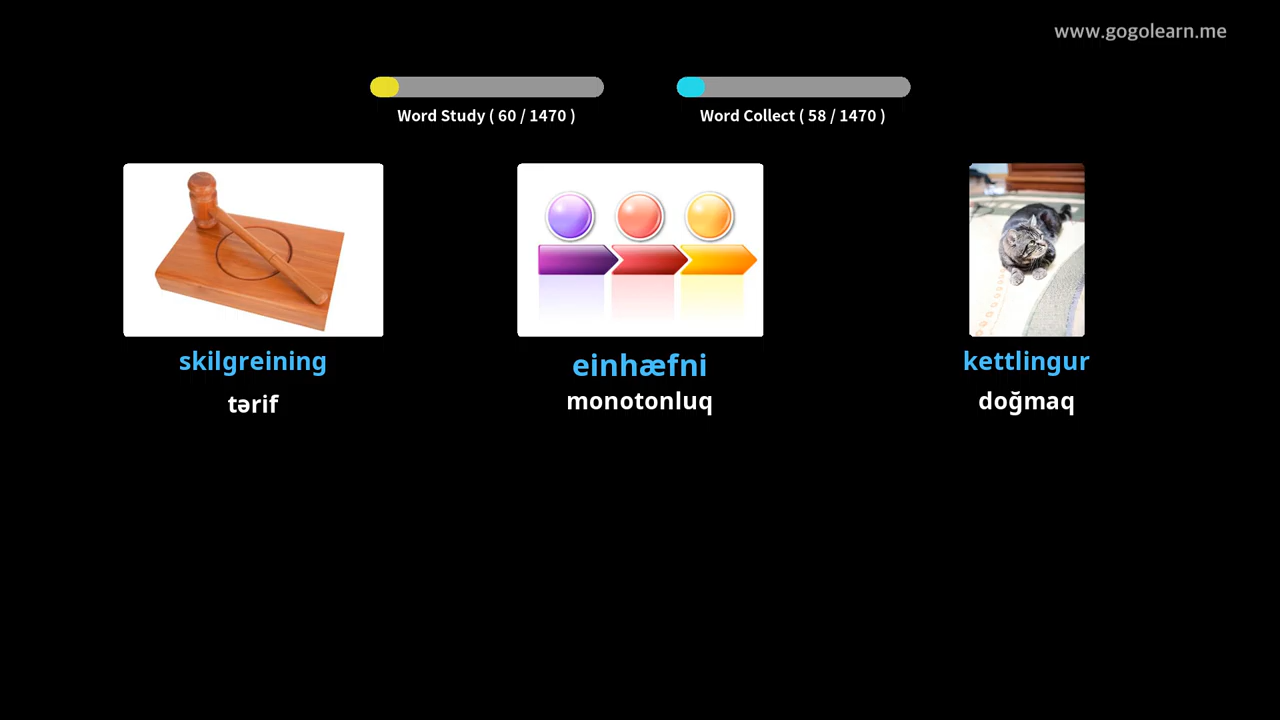 www.gogolearn.me
Word Study ( 60 / 1470 )
Word Collect ( 58 / 1470 )
skilgreining
einhæfni
kettlingur
tərif
monotonluq
doğmaq